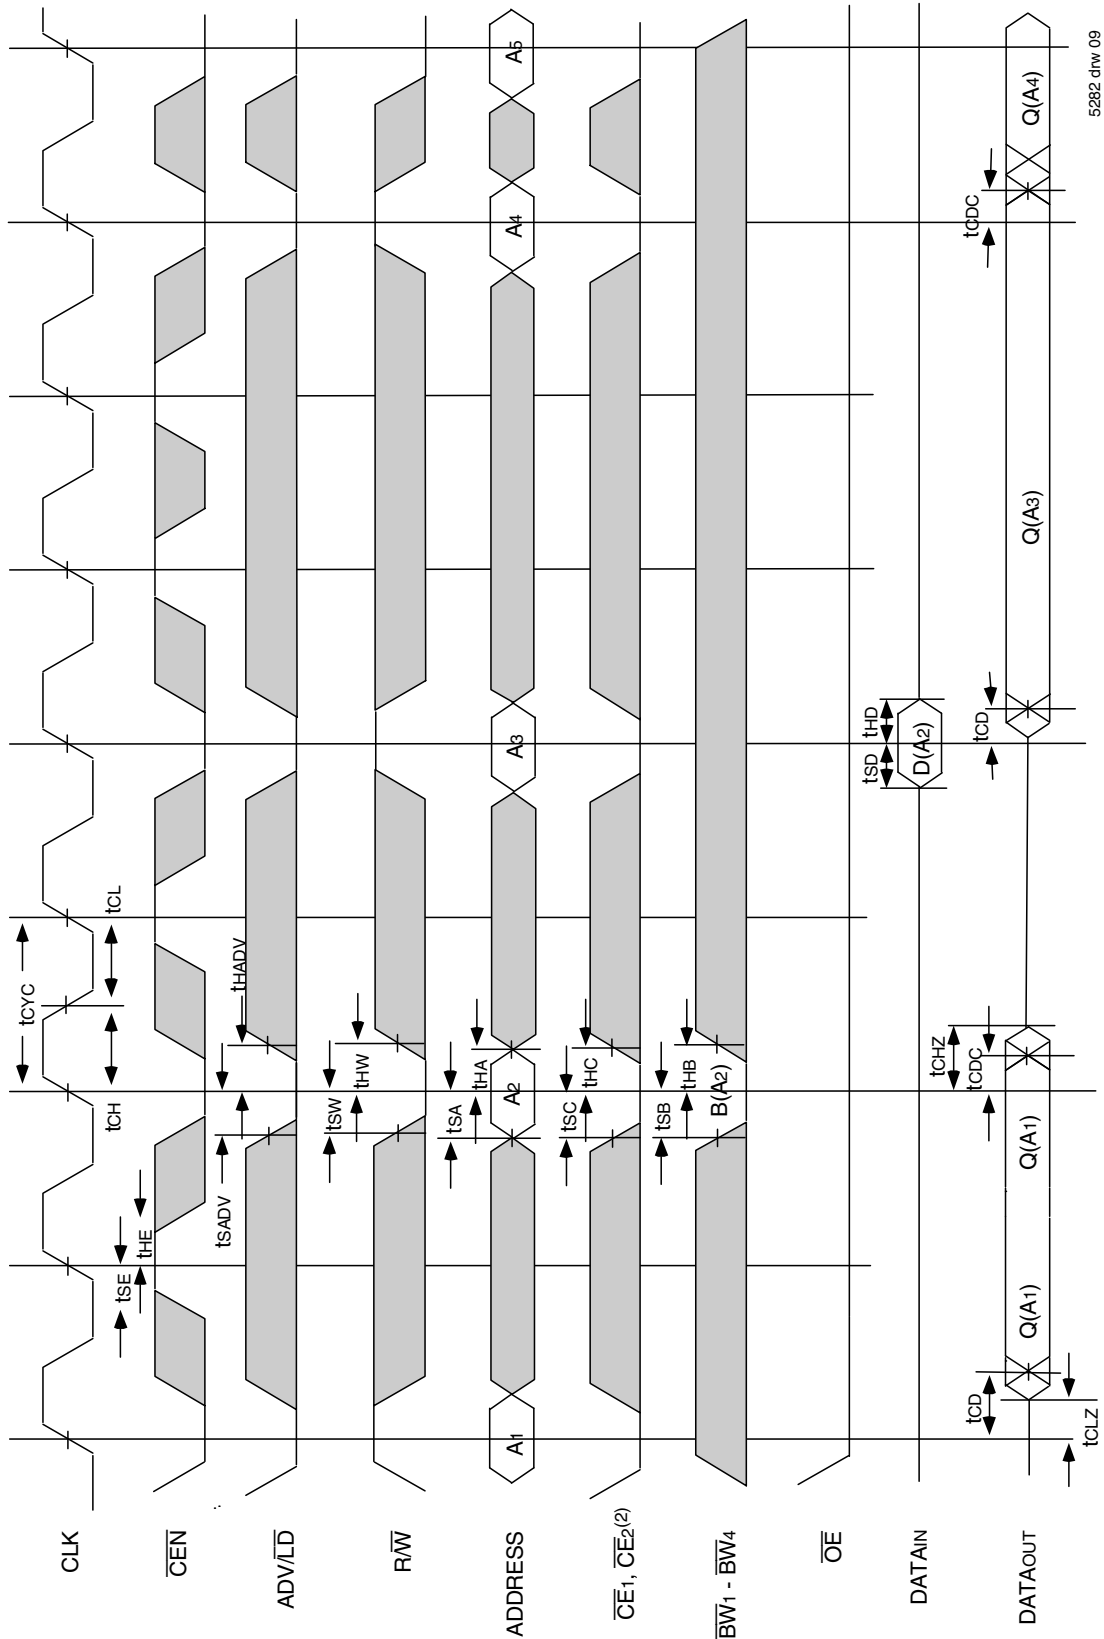 tCYC
CLK
tCH
tCL
tSE
tHE
CEN
tSADV
tHADV
ADV/LD
tSW
tHW
R/W
tSA
tHA
ADDRESS
A1
A2
A3
A4
A5
tSC
tHC
CE1, CE2(2)
tSB
tHB
B(A2)
BW1 - BW4
OE
tSD
tHD
DATAIN
D(A2)
tCD
tCHZ
tCDC
tCD
tCDC
DATAOUT
Q(A1)
Q(A1)
Q(A3)
Q(A4)
tCLZ
5282 drw 09